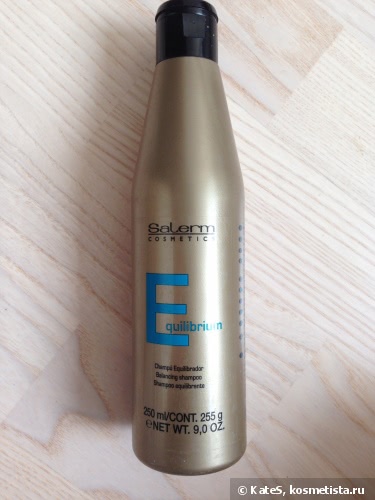 Salerm
COSMETICS
Equilibrium
Champú Equilibrador
Balancing shampoo
Shampoo equilibrante
250 ml/CONT. 255 g
℮NET WT. 9,0 OZ.
© KateS, kosmetista.ru